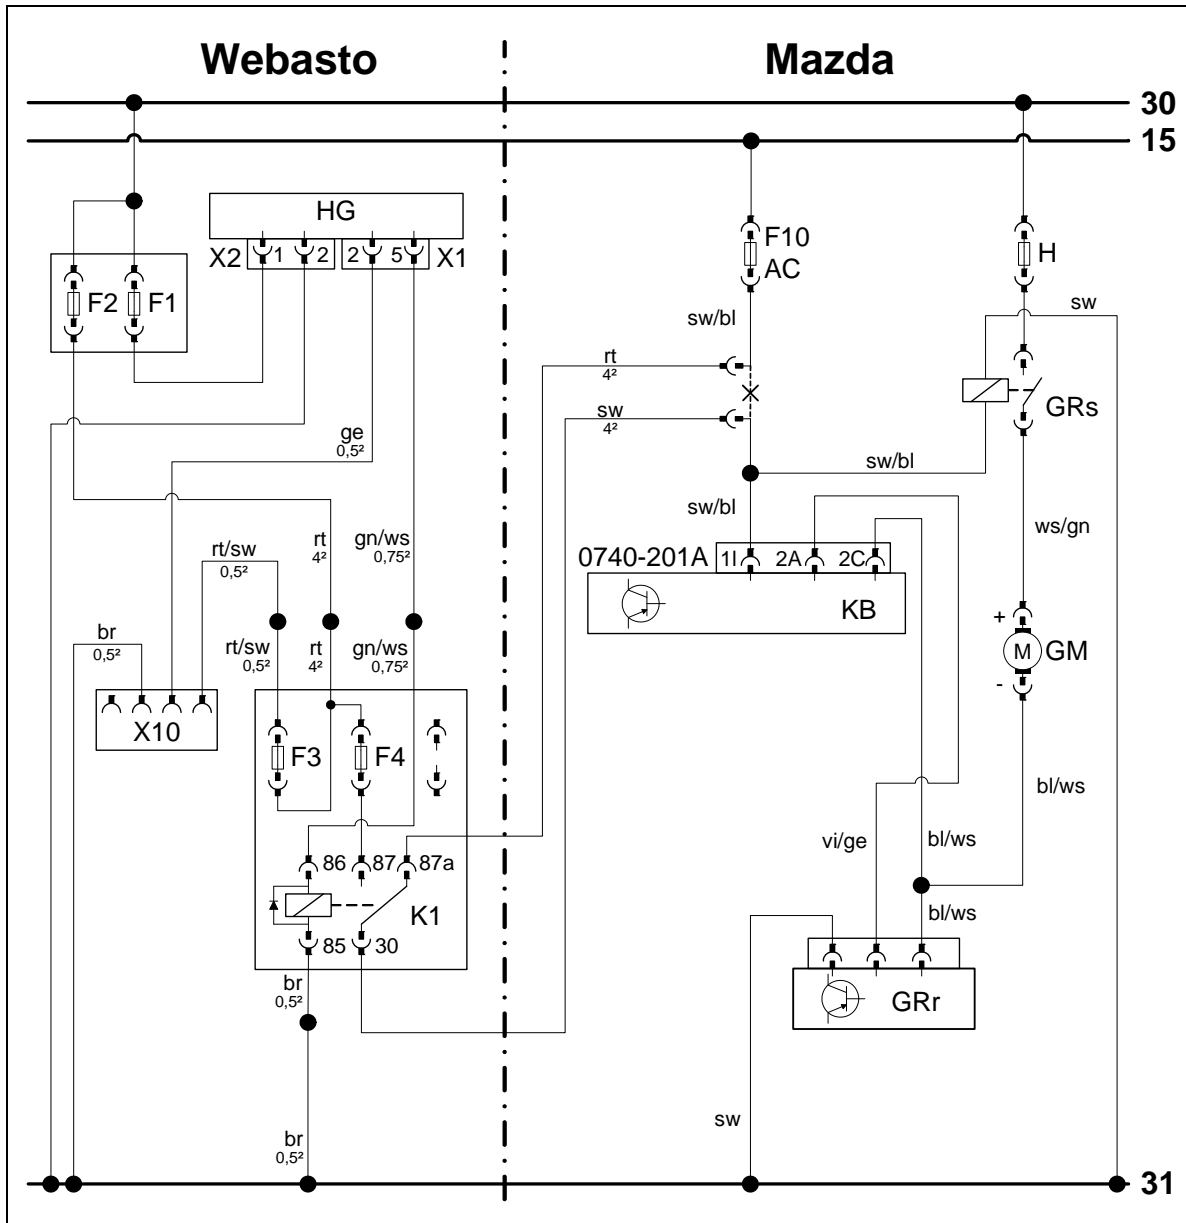 Webasto
Mazda
30
15
HG
X2
1
2
2
5
X1
F10
AC
H
F2
F1
sw/bl
sw
rt
4²
sw
4²
GRs
ge
0,5²
sw/bl
sw/bl
ws/gn
rt/sw
0,5²
rt
4²
gn/ws
0,75²
0740-201A
1I
2A
2C
KB
br
0,5²
rt/sw
0,5²
rt
4²
gn/ws
0,75²
+
M
GM
-
X10
F3
F4
bl/ws
vi/ge
bl/ws
86
87
87a
K1
bl/ws
85
30
br
0,5²
GRr
sw
br
0,5²
31